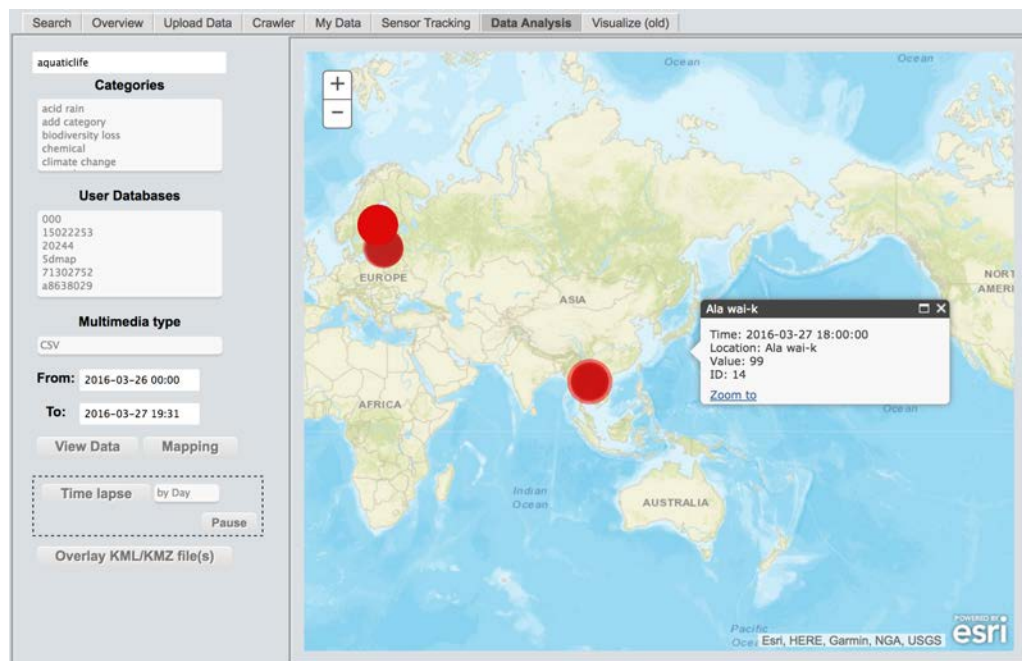 Search Overview Upload Data Crawler My Data Sensor Tracking Data Analysis Visualize (old)
aquaticlife
Categories
acid rain
add category
biodiversity loss
chemical
climate change
User Databases
000
15022253
20244
5dmap
71302752
a8638029
Multimedia type
CSV
From: 2016-03-26 00:00
To: 2016-03-27 19:31
View Data Mapping
Time lapse by Day
Pause
Overlay KML/KMZ file(s)
+
−
Ocean
Ocean
EUROPE
ASIA
NORT
AMERI
AFRICA
Ocean
Indian
Ocean
AUSTRALIA
Ala wai-k
Time: 2016-03-27 18:00:00
Location: Ala wai-k
Value: 99
ID: 14
Zoom to
Pacific
Oce
Esri, HERE, Garmin, NGA, USGS
POWERED BY
esri